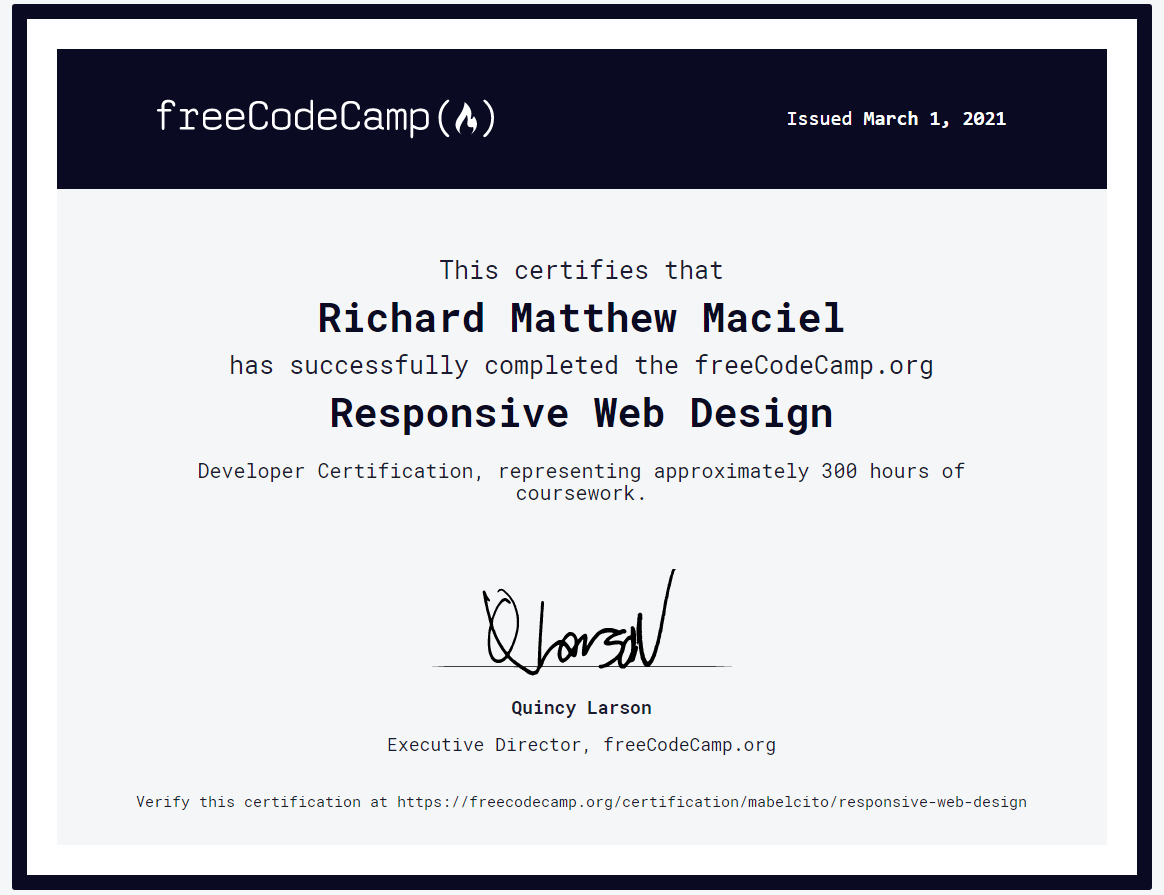 freeCodeCamp(🔥)
Issued March 1, 2021
This certifies that
Richard Matthew Maciel
has successfully completed the freeCodeCamp.org
Responsive Web Design
Developer Certification, representing approximately 300 hours of
coursework.
Q Larson
Quincy Larson
Executive Director, freeCodeCamp.org
Verify this certification at https://freecodecamp.org/certification/mabelcito/responsive-web-design